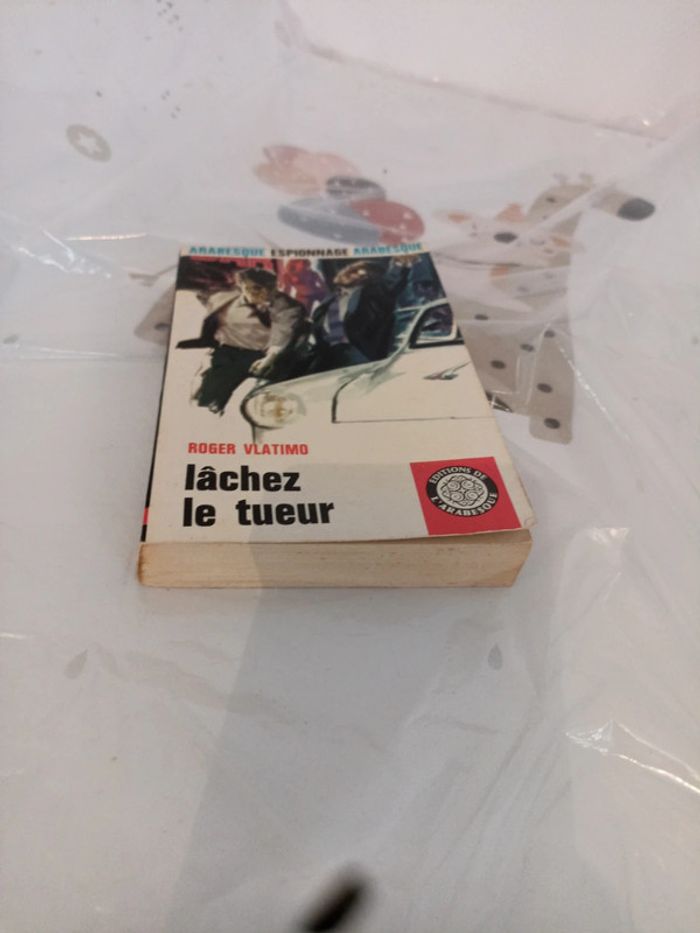 ARABESQUE ESPIONNAGE ARABESQUE
ROGER VLATIMO
lâchez
le tueur
EDITIONS DE
L'ARABESQUE